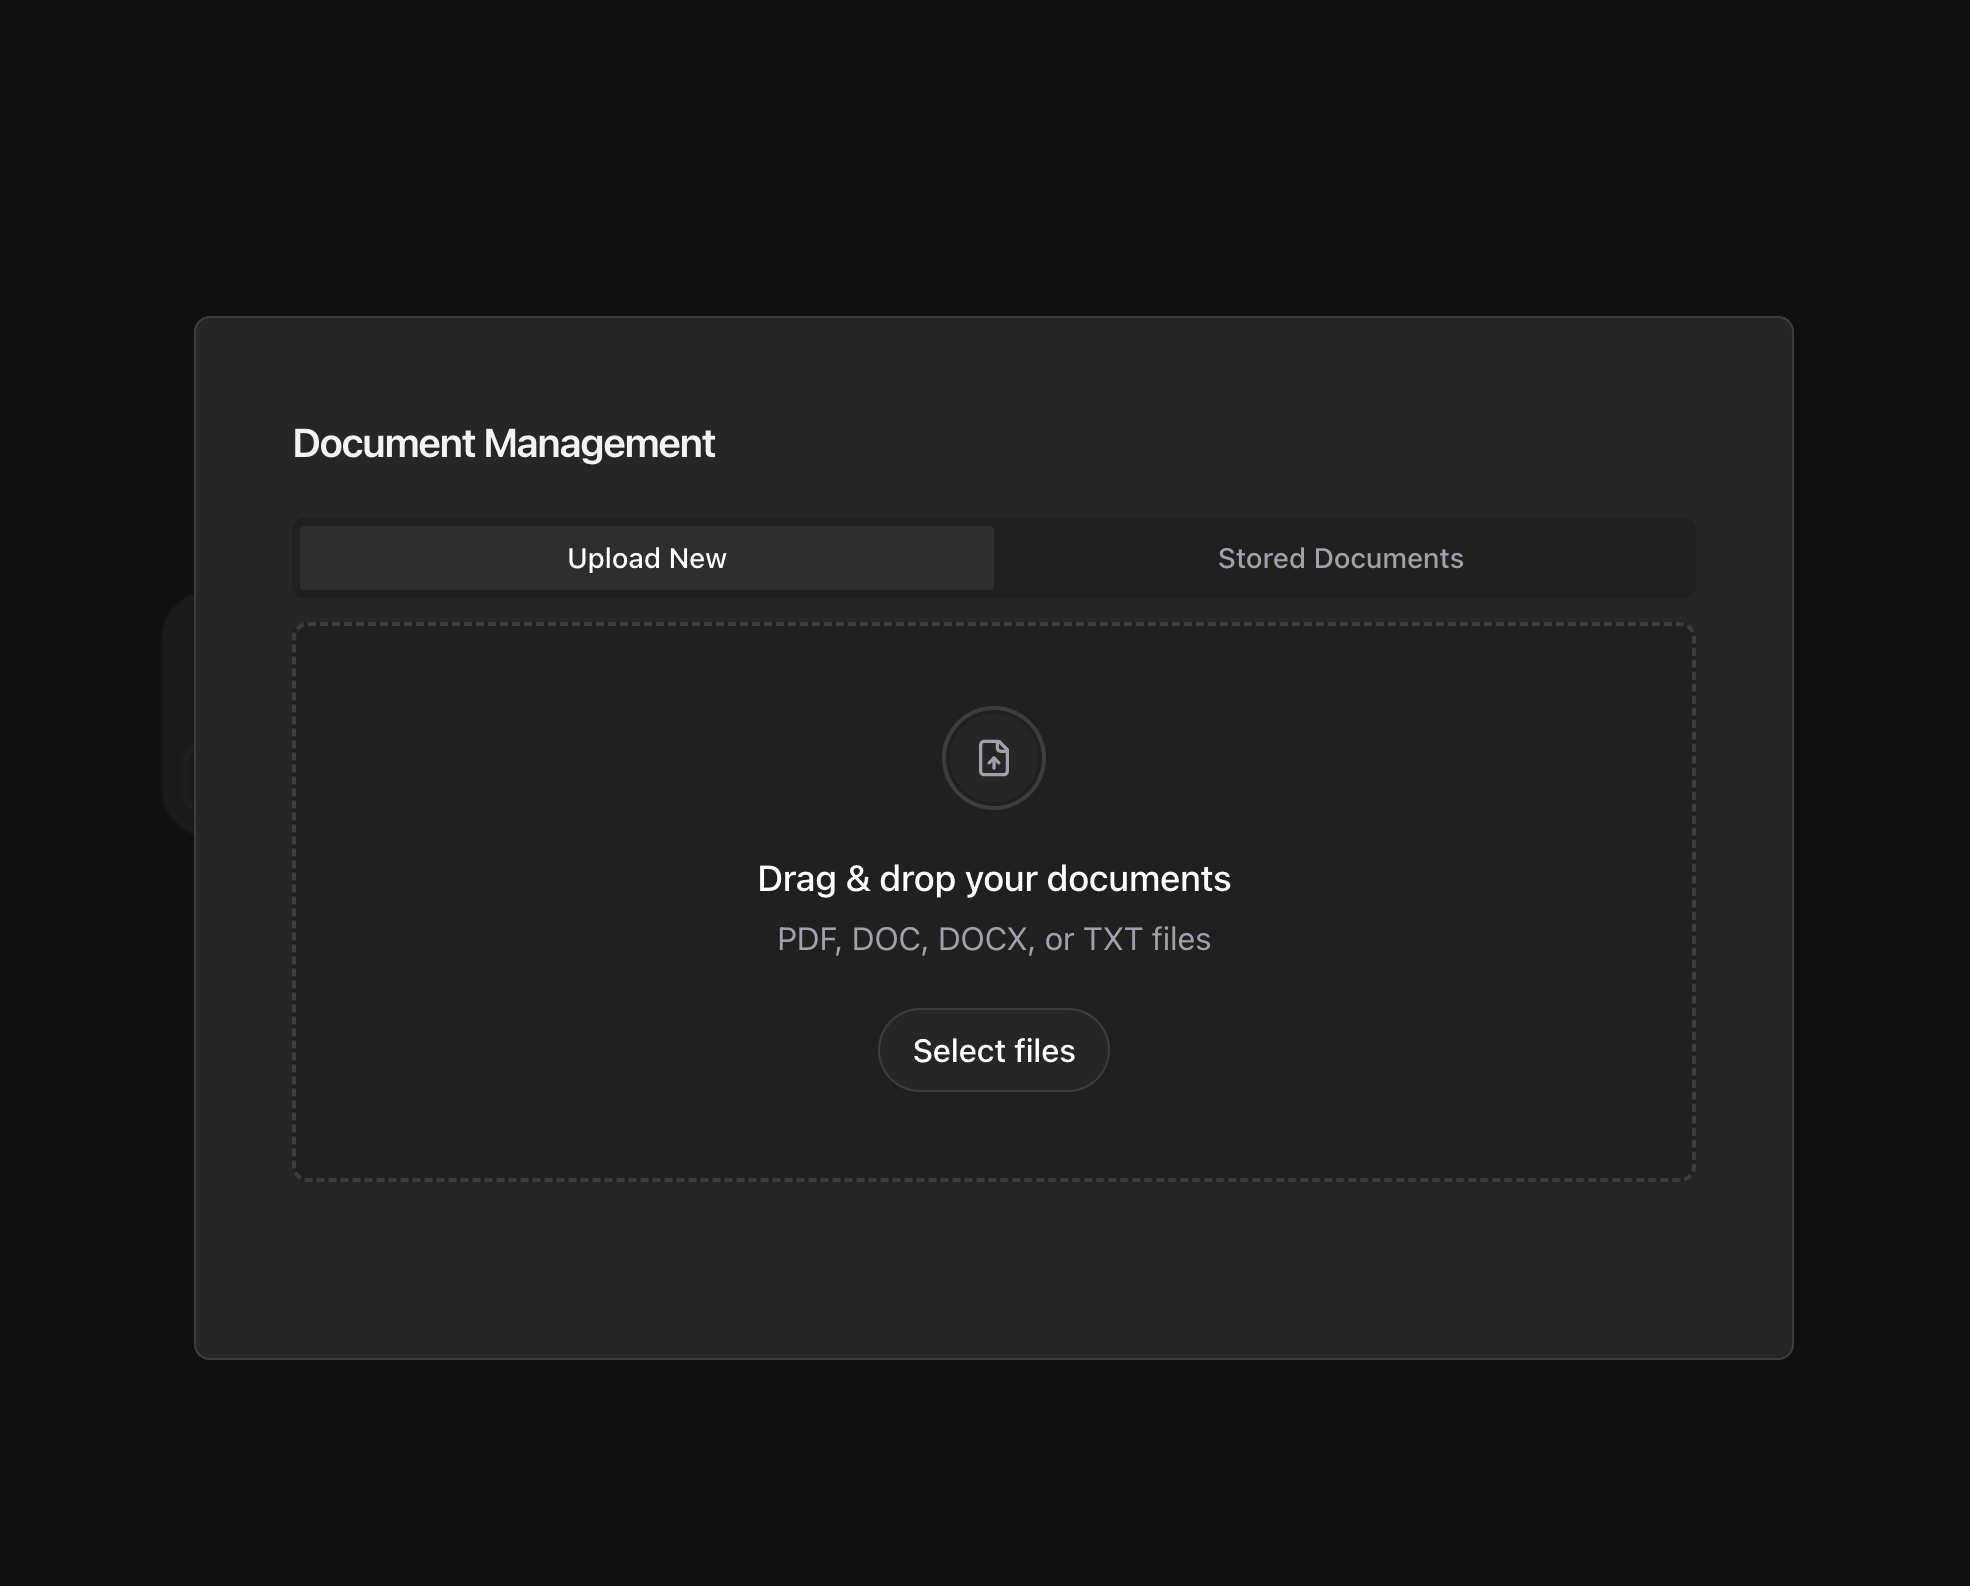 Document Management
Upload New
Stored Documents
Drag & drop your documents
PDF, DOC, DOCX, or TXT files
Select files